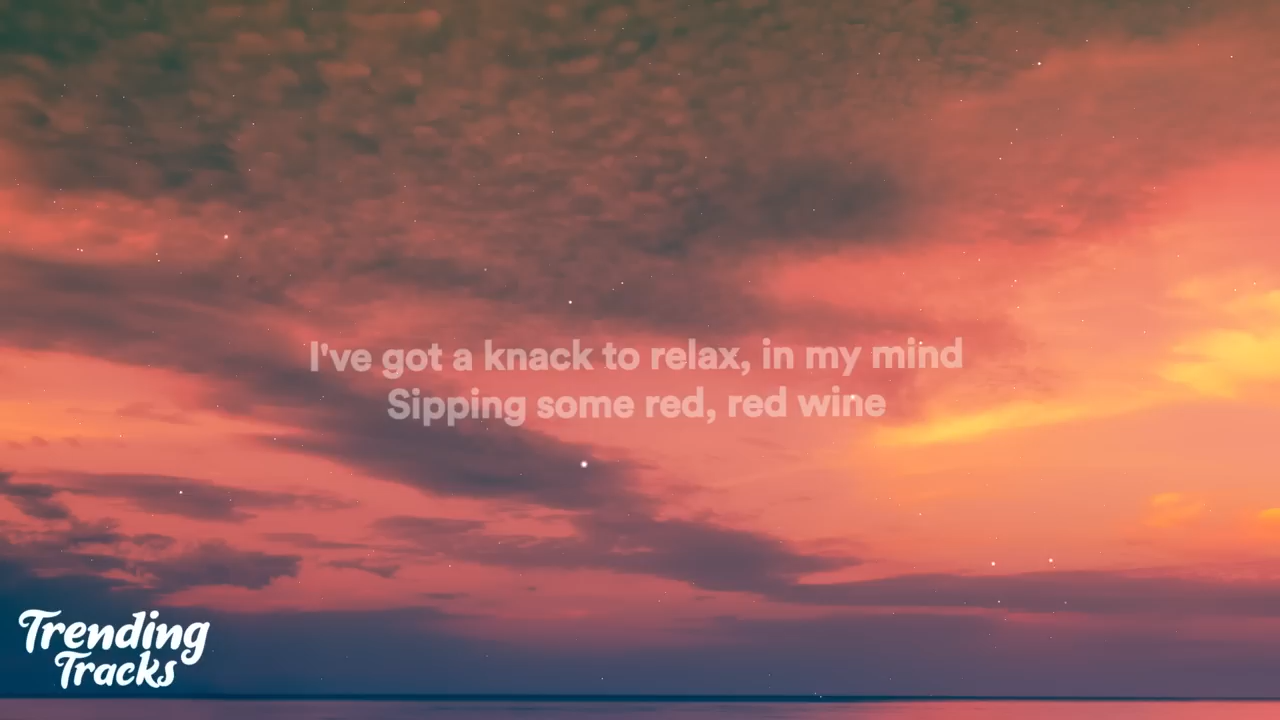 I've got a knack to relax, in my mind
Sipping some red, red wine
Trending
Tracks